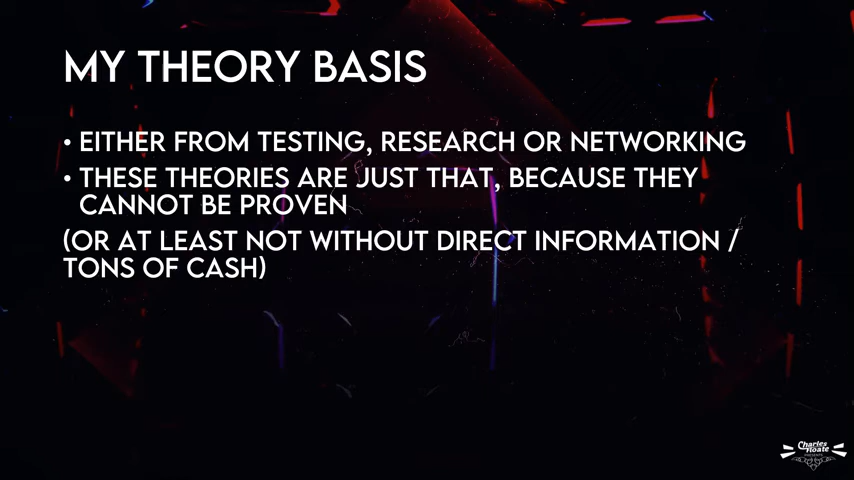 MY THEORY BASIS
• EITHER FROM TESTING, RESEARCH OR NETWORKING
• THESE THEORIES ARE JUST THAT, BECAUSE THEY
CANNOT BE PROVEN
(OR AT LEAST NOT WITHOUT DIRECT INFORMATION /
TONS OF CASH)
Charles
Floate
PRESENTS